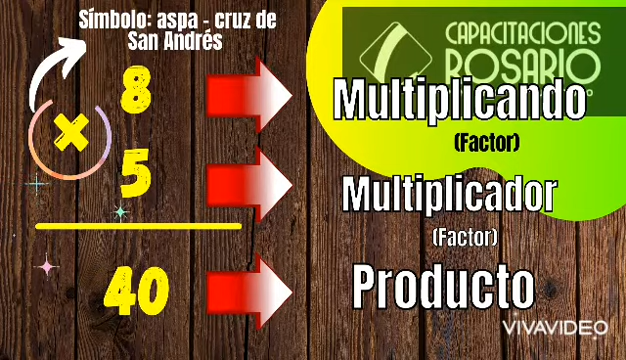 Símbolo: aspa - cruz de
San Andrés
CAPACITACIONES
ROSARIO
8
Multiplicando
(Factor)
×
5
Multiplicador
(Factor)
40
Producto
VIVAVIDEO